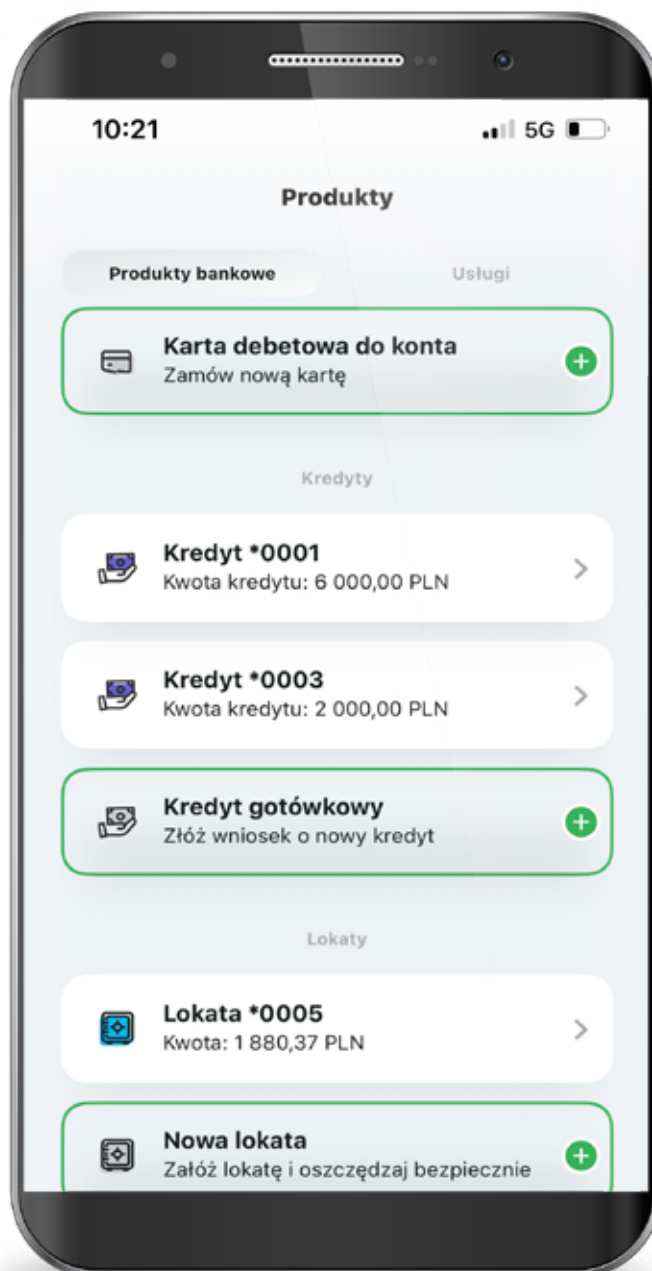 10:21
5G
Produkty
Produkty bankowe
Usługi
Karta debetowa do konta
Zamów nową kartę
Kredyty
Kredyt *0001
Kwota kredytu: 6 000,00 PLN
Kredyt *0003
Kwota kredytu: 2 000,00 PLN
Kredyt gotówkowy
Złóż wniosek o nowy kredyt
Lokaty
Lokata *0005
Kwota: 1 880,37 PLN
Nowa lokata
Załóż lokatę i oszczędzaj bezpiecznie